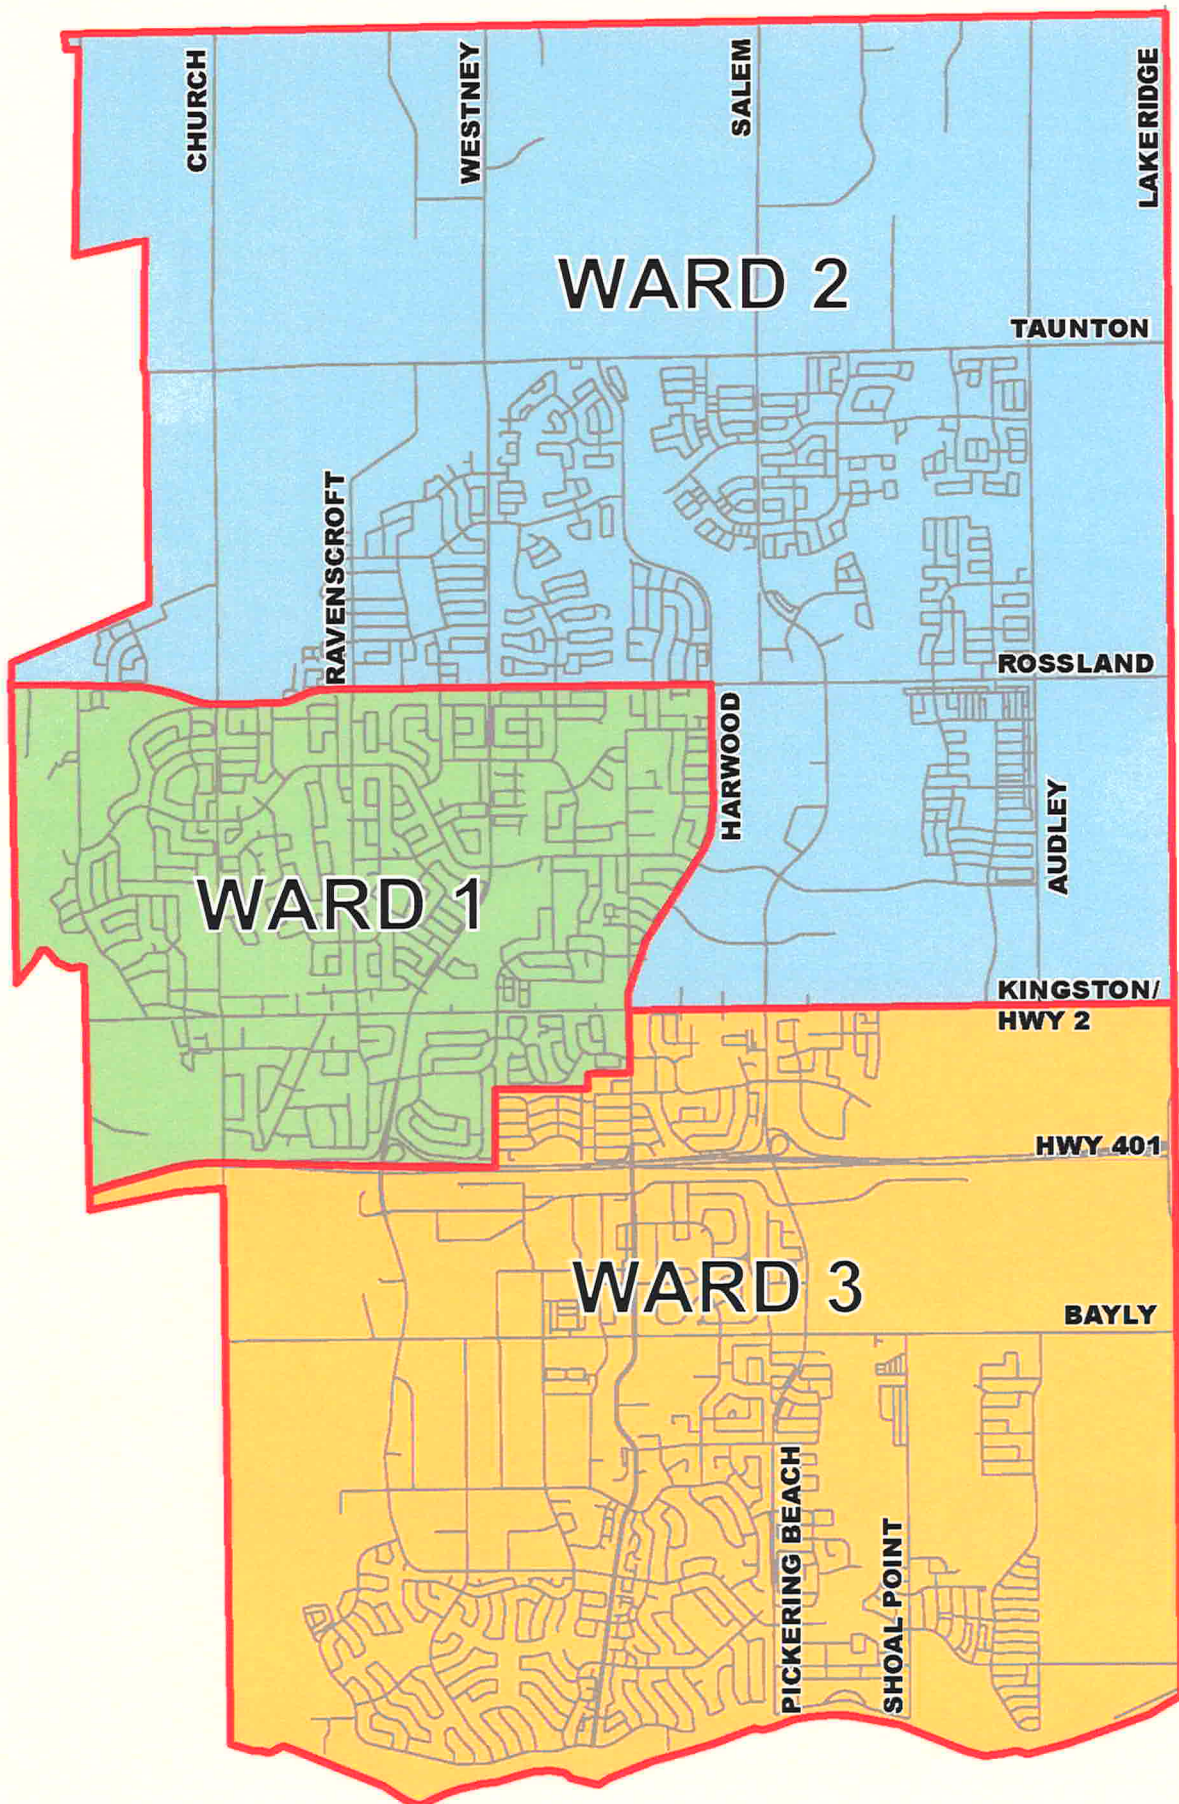 CHURCH
WESTNEY
SALEM
LAKERIDGE
WARD 2
TAUNTON
RAVENSCROFT
ROSSLAND
HARWOOD
AUDLEY
WARD 1
KINGSTON/
HWY 2
HWY 401
WARD 3
BAYLY
PICKERING BEACH
SHOAL POINT